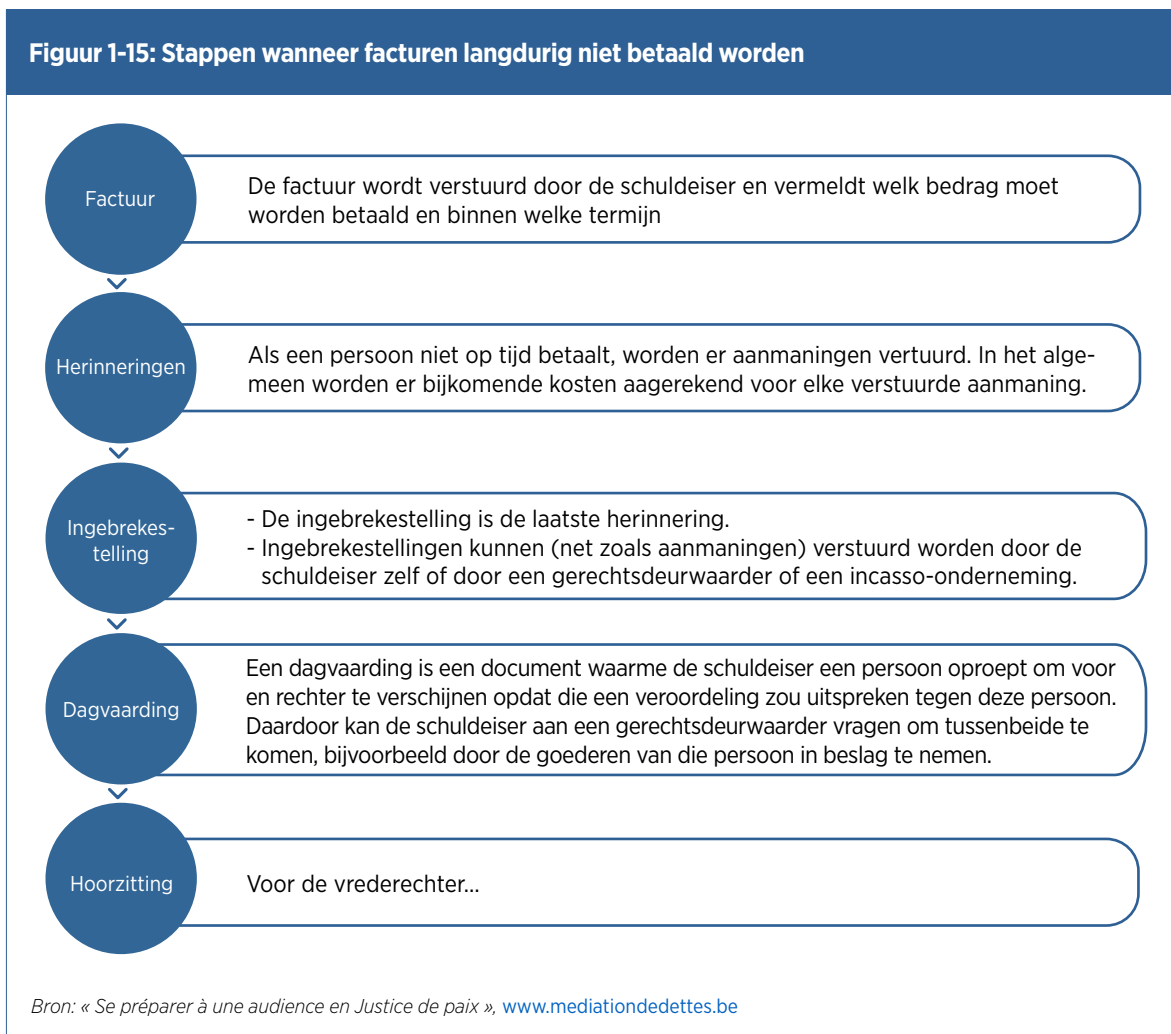 Figuur 1-15: Stappen wanneer facturen langdurig niet betaald worden
Factuur
De factuur wordt verstuurd door de schuldeiser en vermeldt welk bedrag moet
worden betaald en binnen welke termijn
Herinneringen
Als een persoon niet op tijd betaalt, worden er aanmaningen vertuurd. In het alge-
meen worden er bijkomende kosten aagerekend voor elke verstuurde aanmaning.
Ingebrekes-
telling
- De ingebrekestelling is de laatste herinnering.
- Ingebrekestellingen kunnen (net zoals aanmaningen) verstuurd worden door de
schuldeiser zelf of door een gerechtsdeurwaarder of een incasso-onderneming.
Dagvaarding
Een dagvaarding is een document waarme de schuldeiser een persoon oproept om voor
en rechter te verschijnen opdat die een veroordeling zou uitspreken tegen deze persoon.
Daardoor kan de schuldeiser aan een gerechtsdeurwaarder vragen om tussenbeide te
komen, bijvoorbeeld door de goederen van die persoon in beslag te nemen.
Hoorzitting
Voor de vrederechter...
Bron: « Se préparer à une audience en Justice de paix », www.mediationdedettes.be